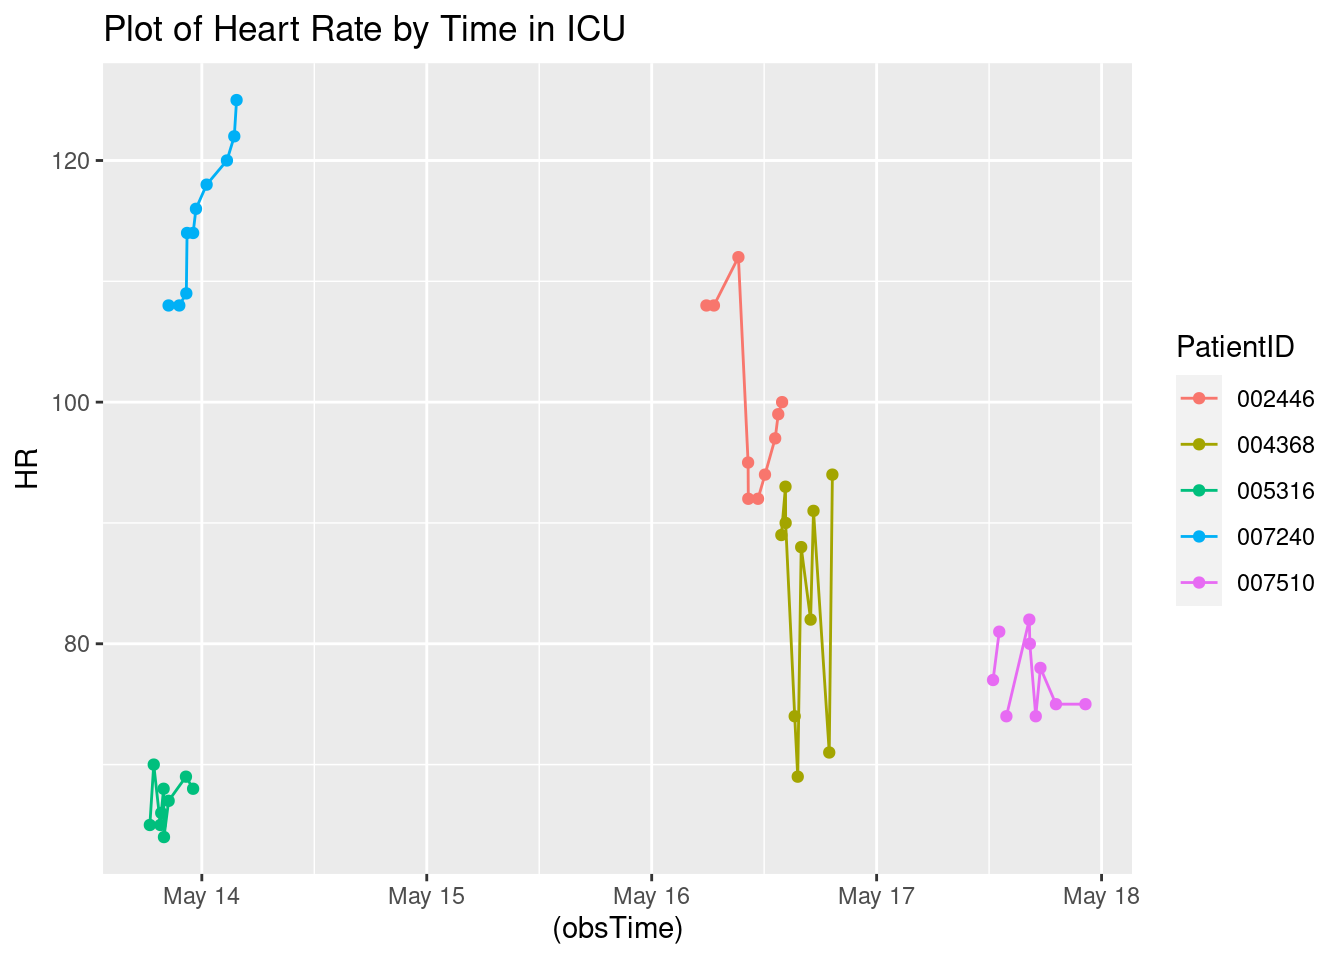 Plot of Heart Rate by Time in ICU
120
100
80
HR
May 14
May 15
May 16
May 17
May 18
(obsTime)
PatientID
002446
004368
005316
007240
007510